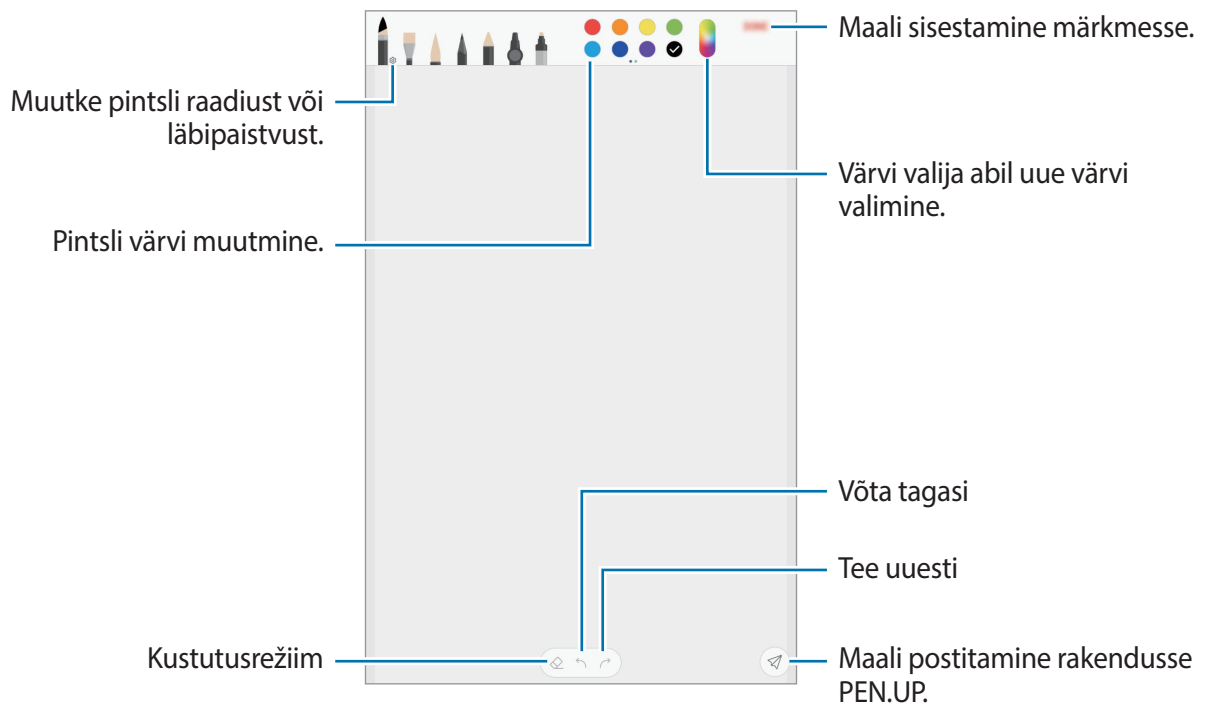 Maali sisestamine märkmesse.
Muutke pintsli raadiust või
läbipaistvust.
Värvi valija abil uue värvi
valimine.
Pintsli värvi muutmine.
Võta tagasi
Tee uuesti
Kustutusrežiim
Maali postitamine rakendusse
PEN.UP.